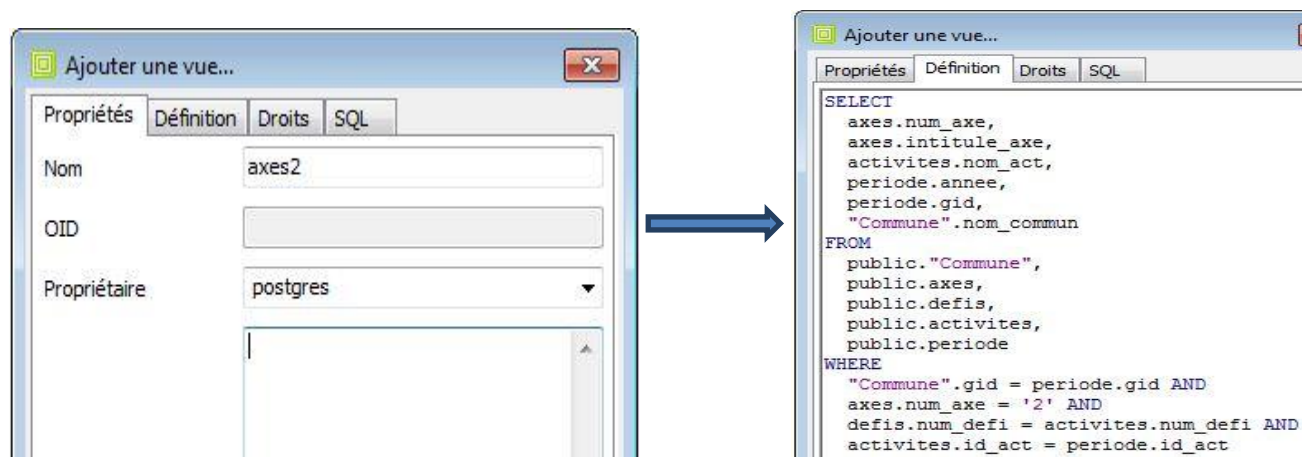 Ajouter une vue...
Propriétés Définition Droits SQL
Nom axes2
OID
Propriétaire postgres
Ajouter une vue...
Propriétés Définition Droits SQL
SELECT
axes.num_axe,
axes.intitule_axe,
activites.nom_act,
periode.annee,
periode.gid,
"Commune".nom_commun
FROM
public."Commune",
public.axes,
public.defis,
public.activites,
public.periode
WHERE
"Commune".gid = periode.gid AND
axes.num_axe = '2' AND
defis.num_defi = activites.num_defi AND
activites.id_act = periode.id_act